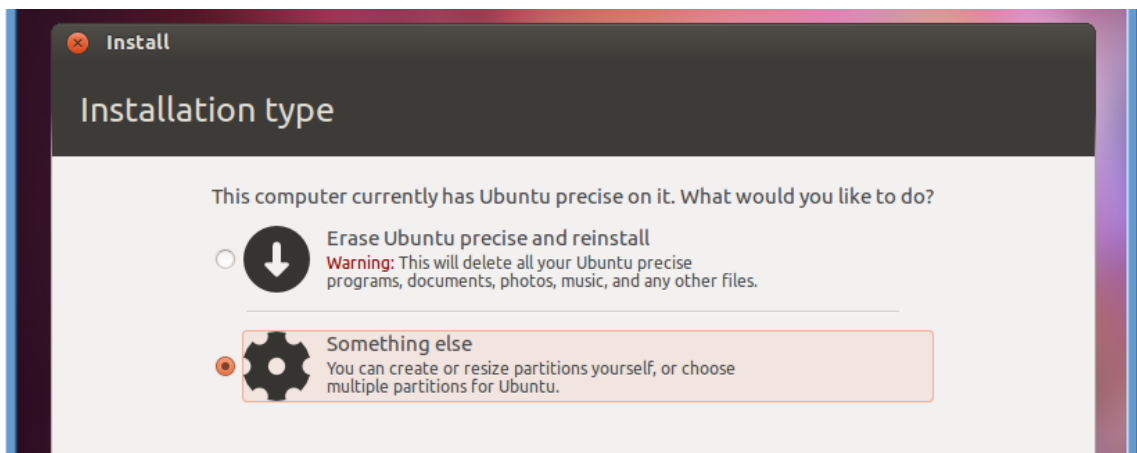 Install
Installation type
This computer currently has Ubuntu precise on it. What would you like to do?
Erase Ubuntu precise and reinstall
Warning: This will delete all your Ubuntu precise
programs, documents, photos, music, and any other files.
Something else
You can create or resize partitions yourself, or choose
multiple partitions for Ubuntu.